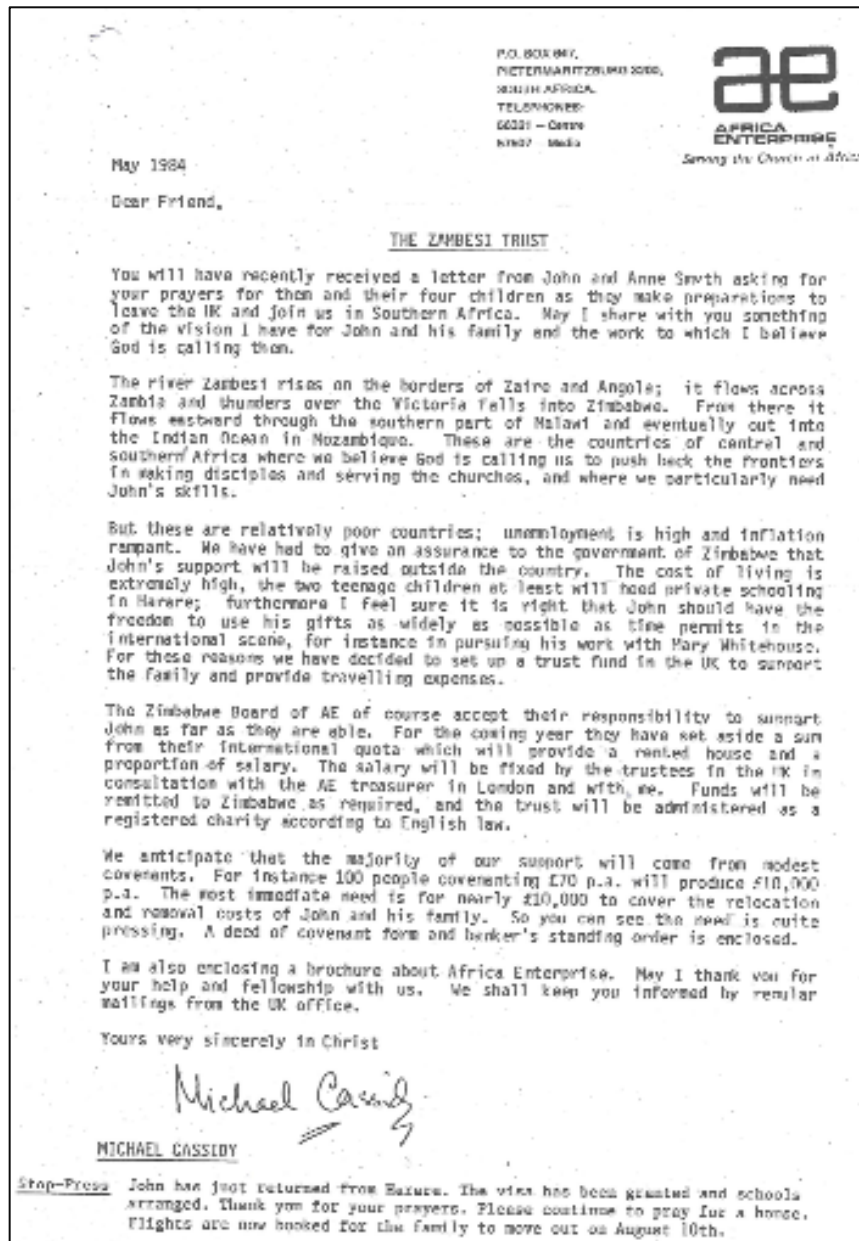 P.O. BOX 647,
PIETERMARITZBURG 3200,
SOUTH AFRICA.
TELEPHONES:
– Centre
– Media
ae
AFRICA
ENTERPRISE
Serving the Church in Africa
May 1984
Dear Friend,
THE ZAMBESI TRUST
You will have recently received a letter from John and Anne Smyth asking for
your prayers for them and their four children as they make preparations to
leave the UK and join us in Southern Africa. May I share with you something
of the vision I have for John and his family and the work to which I believe
God is calling them.
The river Zambesi rises on the borders of Zaire and Angola; it flows across
Zambia and thunders over the Victoria Falls into Zimbabwe. From there it
flows eastward through the southern part of Malawi and eventually out into
the Indian Ocean in Mozambique. These are the countries of central and
southern Africa where we believe God is calling us to push back the frontiers
in making disciples and serving the churches, and where we particularly need
John's skills.
But these are relatively poor countries; unemployment is high and inflation
rampant. We have had to give an assurance to the government of Zimbabwe that
John's support will be raised outside the country. The cost of living is
extremely high, the two teenage children at least will need private schooling
in Harare; furthermore I feel sure it is right that John should have the
freedom to use his gifts as widely as possible as time permits in the
international scene, for instance in pursuing his work with Mary Whitehouse.
For these reasons we have decided to set up a trust fund in the UK to support
the family and provide travelling expenses.
The Zimbabwe Board of AE of course accept their responsibility to support
John as far as they are able. For the coming year they have set aside a sum
from their international quota which will provide a rented house and a
proportion of salary. The salary will be fixed by the trustees in the UK in
consultation with the AE treasurer in London and with me. Funds will be
remitted to Zimbabwe as required, and the trust will be administered as a
registered charity according to English law.
We anticipate that the majority of our support will come from modest
covenants. For instance 100 people covenanting £70 p.a. will produce £10,000
p.a. The most immediate need is for nearly £10,000 to cover the relocation
and removal costs of John and his family. So you can see the need is quite
pressing. A deed of covenant form and banker's standing order is enclosed.
I am also enclosing a brochure about Africa Enterprise. May I thank you for
your help and fellowship with us. We shall keep you informed by regular
mailings from the UK office.
Yours very sincerely in Christ
Michael Cassidy
MICHAEL CASSIDY
Stop-Press John has just returned from Harare. The visa has been granted and schools
arranged. Thank you for your prayers. Please continue to pray for a house.
Flights are now booked for the family to move out on August 10th.